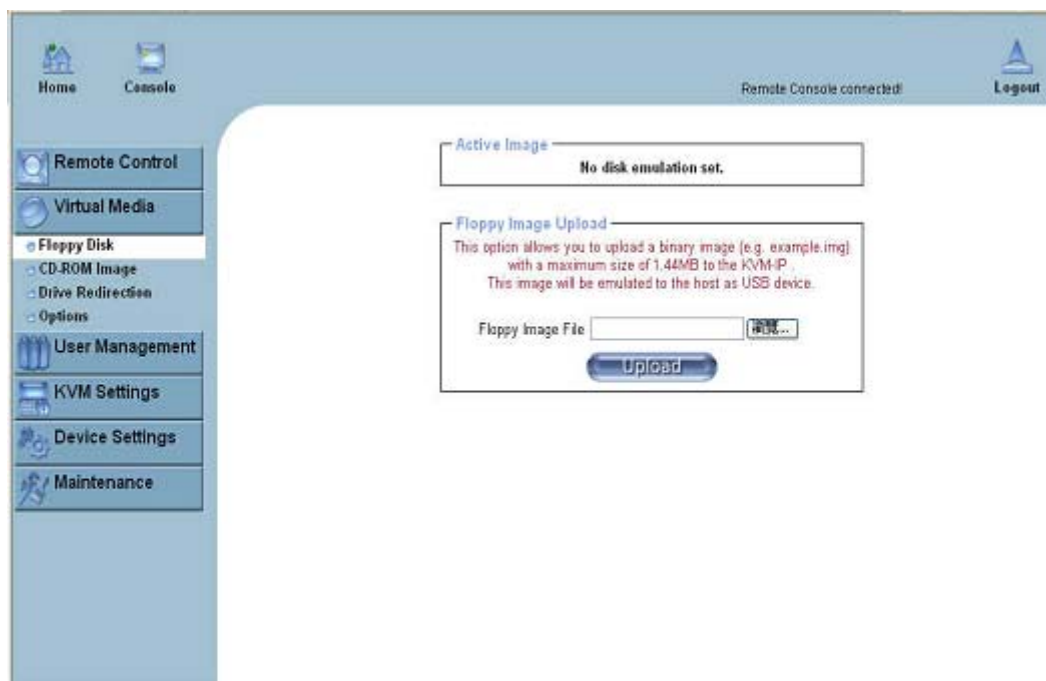 Home
Console
Remote Console connected!
Logout
Remote Control
Virtual Media
Floppy Disk
CD-ROM Image
Drive Redirection
Options
User Management
KVM Settings
Device Settings
Maintenance
Active Image
No disk emulation set.
Floppy Image Upload
This option allows you to upload a binary image (e.g. example.img)
with a maximum size of 1.44MB to the KVM-IP .
This image will be emulated to the host as USB device.
Floppy Image File
瀏覽...
Upload